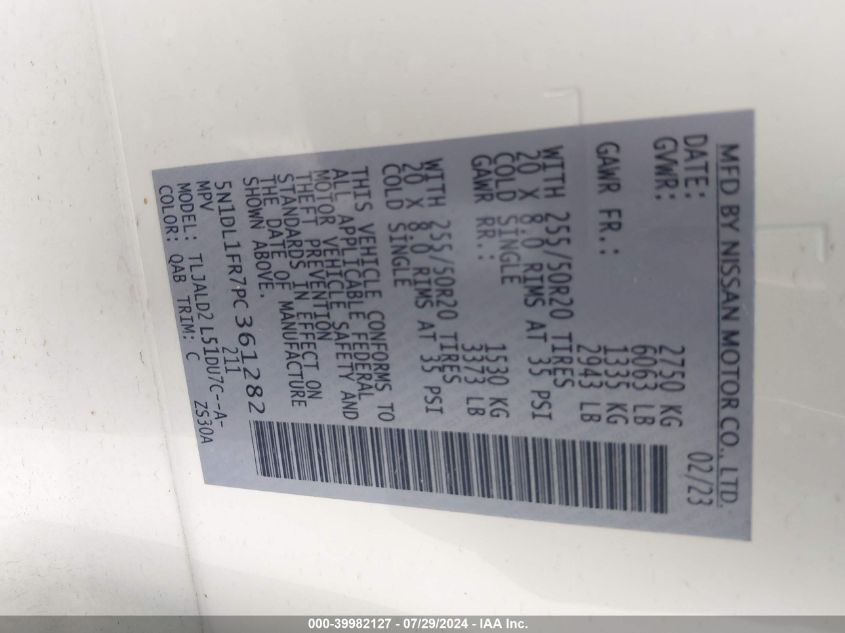 MFD BY NISSAN MOTOR CO., LTD.
DATE: 02/23
GVWR: 2750 KG
6063 LB
GAWR FR.: 1335 KG
2943 LB
WITH 255/50R20 TIRES
20 X 8.0 RIMS AT 35 PSI
COLD SINGLE
GAWR RR.: 1530 KG
3373 LB
WITH 255/50R20 TIRES
20 X 8.0 RIMS AT 35 PSI
COLD SINGLE
THIS VEHICLE CONFORMS TO
ALL APPLICABLE FEDERAL
MOTOR VEHICLE SAFETY AND
THEFT PREVENTION
STANDARDS IN EFFECT ON
THE DATE OF MANUFACTURE
SHOWN ABOVE.
5N1DL1FR7PC361282
MPV 211
MODEL: TLJALD2 L51DU7C--A-
COLOR: QAB TRIM: C ZS30A
000-39982127 - 07/29/2024 - IAA Inc.